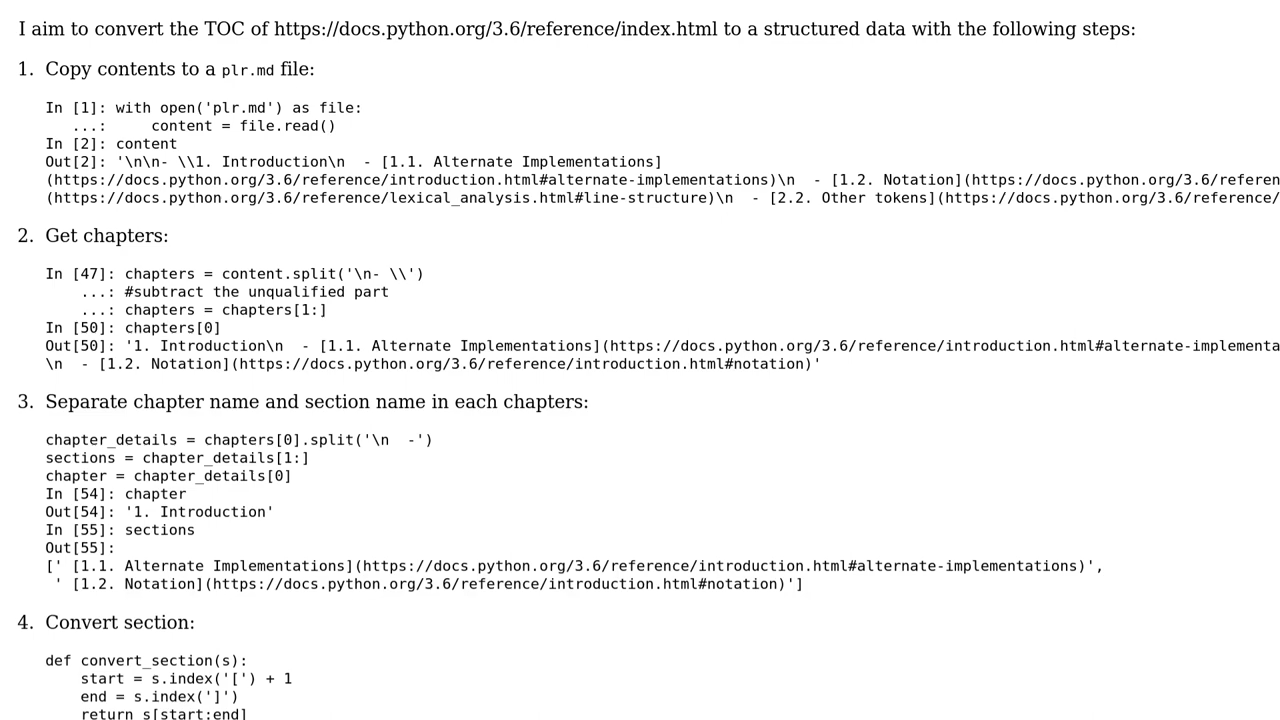 I aim to convert the TOC of https://docs.python.org/3.6/reference/index.html to a structured data with the following steps:
1. Copy contents to a plr.md file:
In [1]: with open('plr.md') as file:
   ...:     content = file.read()
In [2]: content
Out[2]: '\n\n- \\1. Introduction\n  - [1.1. Alternate Implementations]
(https://docs.python.org/3.6/reference/introduction.html#alternate-implementations)\n  - [1.2. Notation](https://docs.python.org/3.6/referen
(https://docs.python.org/3.6/reference/lexical_analysis.html#line-structure)\n  - [2.2. Other tokens](https://docs.python.org/3.6/reference/
2. Get chapters:
In [47]: chapters = content.split('\n- \\')
    ...: #subtract the unqualified part
    ...: chapters = chapters[1:]
In [50]: chapters[0]
Out[50]: '1. Introduction\n  - [1.1. Alternate Implementations](https://docs.python.org/3.6/reference/introduction.html#alternate-implementa
\n  - [1.2. Notation](https://docs.python.org/3.6/reference/introduction.html#notation)'
3. Separate chapter name and section name in each chapters:
chapter_details = chapters[0].split('\n  -')
sections = chapter_details[1:]
chapter = chapter_details[0]
In [54]: chapter
Out[54]: '1. Introduction'
In [55]: sections
Out[55]:
[' [1.1. Alternate Implementations](https://docs.python.org/3.6/reference/introduction.html#alternate-implementations)',
 ' [1.2. Notation](https://docs.python.org/3.6/reference/introduction.html#notation)']
4. Convert section:
def convert_section(s):
    start = s.index('[') + 1
    end = s.index(']')
    return s[start:end]